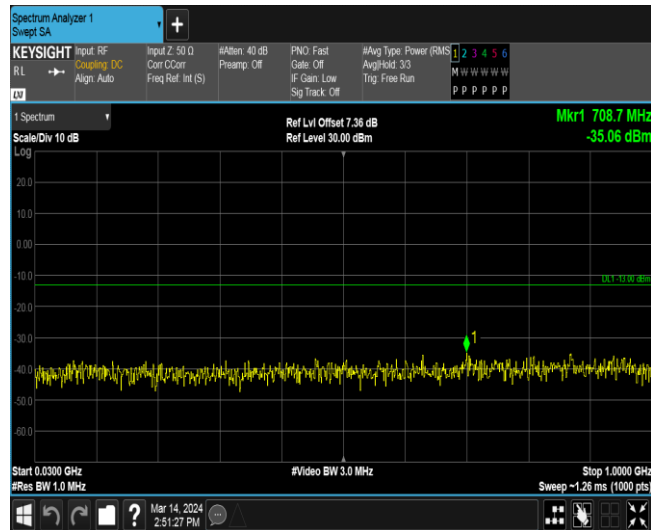 Spectrum Analyzer 1
Swept SA
KEYSIGHT
RL
LXI
Input: RF
Coupling: DC
Align: Auto
Input Z: 50 Ω
Corr CCorr
Freq Ref: Int (S)
#Atten: 40 dB
Preamp: Off
PNO: Fast
Gate: Off
IF Gain: Low
Sig Track: Off
#Avg Type: Power (RMS
Avg|Hold: 3/3
Trig: Free Run
1 2 3 4 5 6
M W W W W W
P P P P P P
1 Spectrum
Scale/Div 10 dB
Ref Lvl Offset 7.36 dB
Ref Level 30.00 dBm
Mkr1 708.7 MHz
-35.06 dBm
Log
20.0
10.0
0.00
-10.0
DL1 -13.00 dBm
-20.0
-30.0
1
-40.0
-50.0
-60.0
Start 0.0300 GHz
#Video BW 3.0 MHz
Stop 1.0000 GHz
#Res BW 1.0 MHz
Sweep ~1.26 ms (1000 pts)
?
Mar 14, 2024
2:51:27 PM